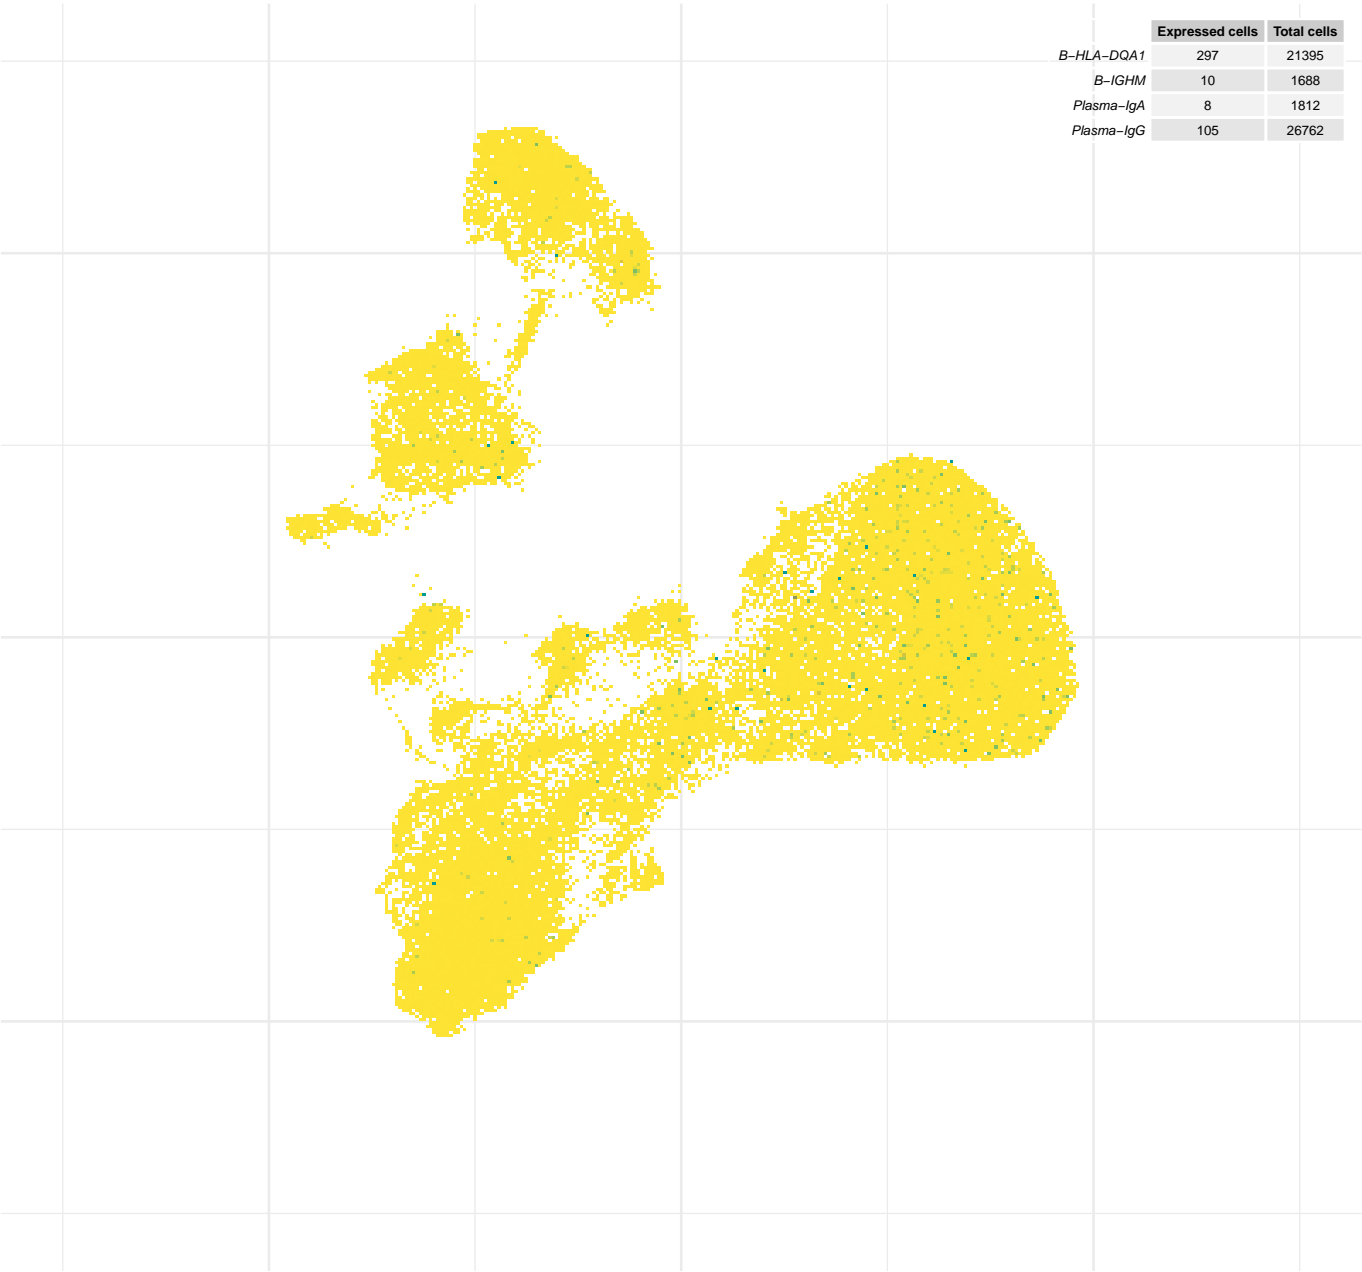 Expressed cells Total cells
B−HLA−DQA1 297 21395
B−IGHM 10 1688
Plasma−IgA 8 1812
Plasma−IgG 105 26762